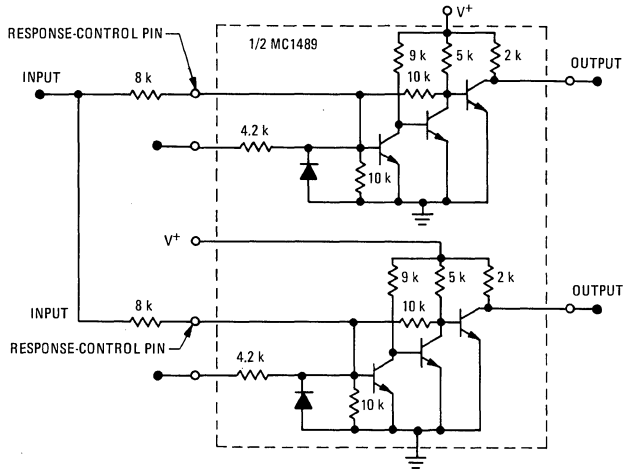 V+
RESPONSE-CONTROL PIN
1/2 MC1489
9 k
5 k
2 k
INPUT
8 k
10 k
OUTPUT
4.2 k
10 k
V+
9 k
5 k
2 k
INPUT
8 k
10 k
OUTPUT
RESPONSE-CONTROL PIN
4.2 k
10 k